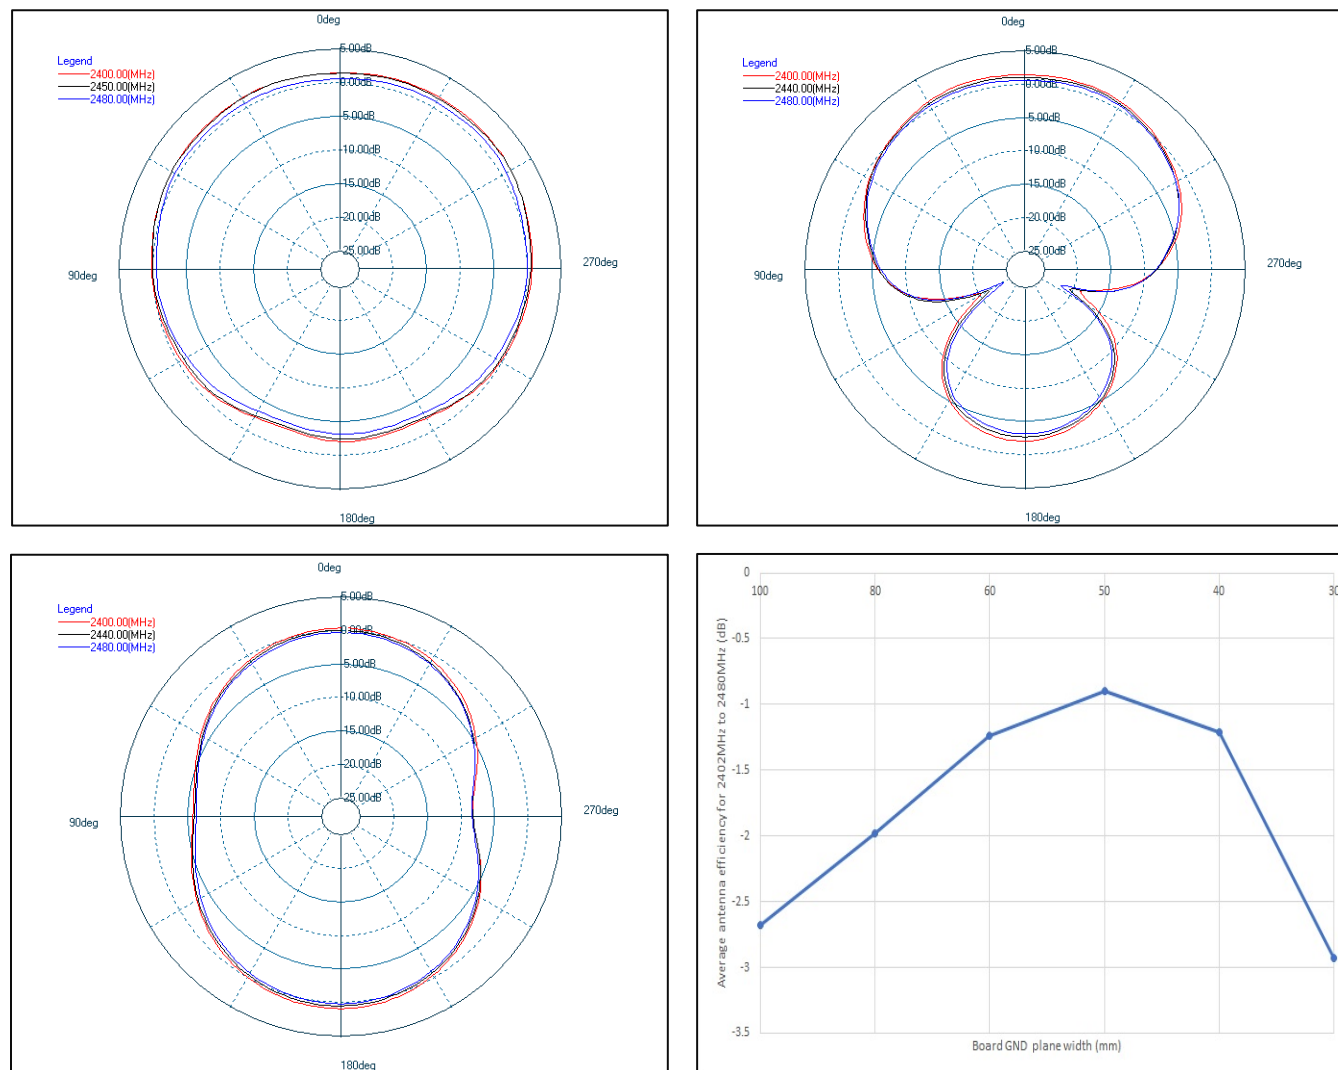 0deg
Legend
2400.00(MHz)
2450.00(MHz)
2480.00(MHz)
5.00dB
0.00dB
5.00dB
10.00dB
15.00dB
20.00dB
25.00dB
90deg
270deg
180deg
0deg
Legend
2400.00(MHz)
2440.00(MHz)
2480.00(MHz)
5.00dB
0.00dB
5.00dB
10.00dB
15.00dB
20.00dB
25.00dB
90deg
270deg
180deg
0deg
Legend
2400.00(MHz)
2440.00(MHz)
2480.00(MHz)
5.00dB
0.00dB
5.00dB
10.00dB
15.00dB
20.00dB
25.00dB
90deg
270deg
180deg
0
100
80
60
50
40
30
-0.5
-1
-1.5
-2
-2.5
-3
-3.5
Average antenna efficiency for 2402MHz to 2480MHz (dB)
Board GND plane width (mm)